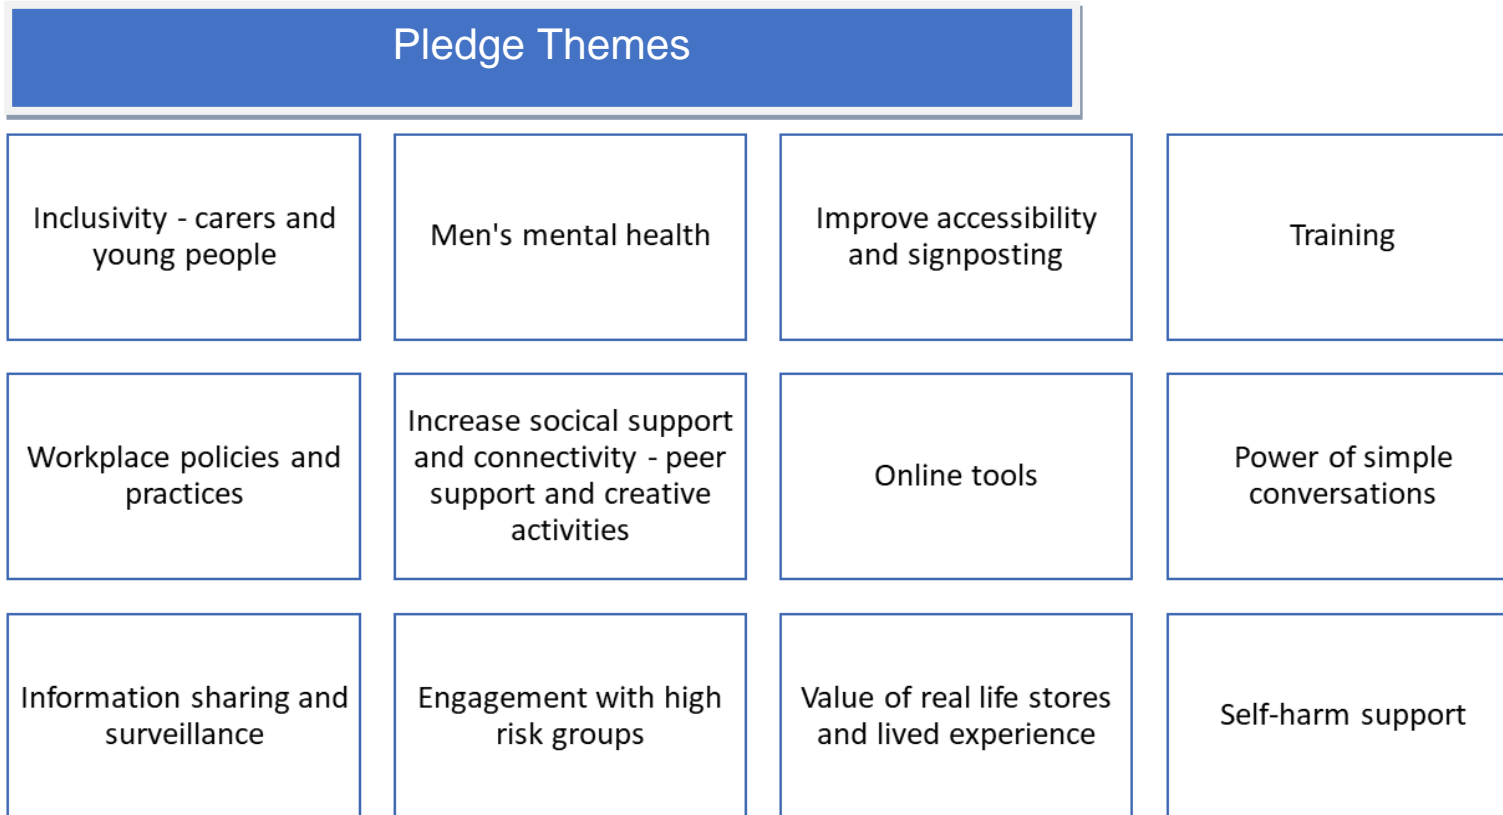 Pledge Themes
Inclusivity - carers and
young people
Men's mental health
Improve accessibility
and signposting
Training
Workplace policies and
practices
Increase socical support
and connectivity - peer
support and creative
activities
Online tools
Power of simple
conversations
Information sharing and
surveillance
Engagement with high
risk groups
Value of real life stores
and lived experience
Self-harm support